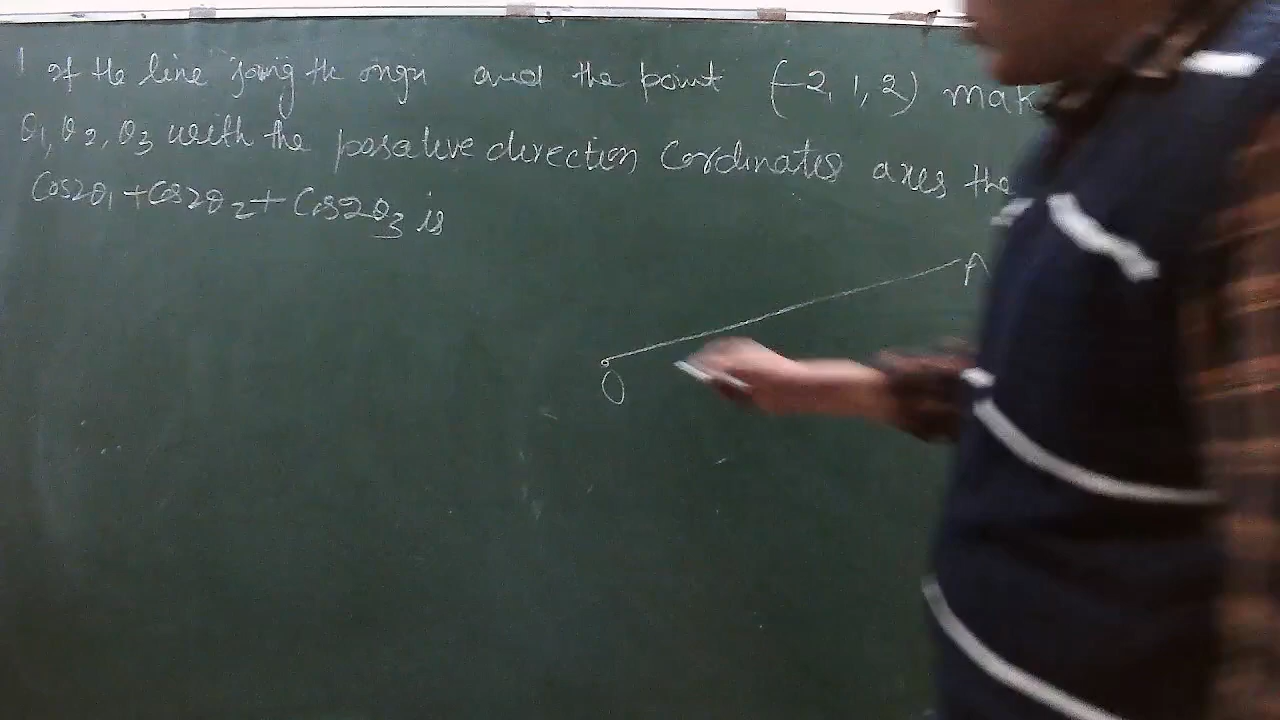 1 If the line joing the origin and the point (-2, 1, 2) mak
θ1, θ2, θ3 with the posative direction Cordinates axes the
Cos2θ1 + Cos2θ2 + Cos2θ3 is
A
O